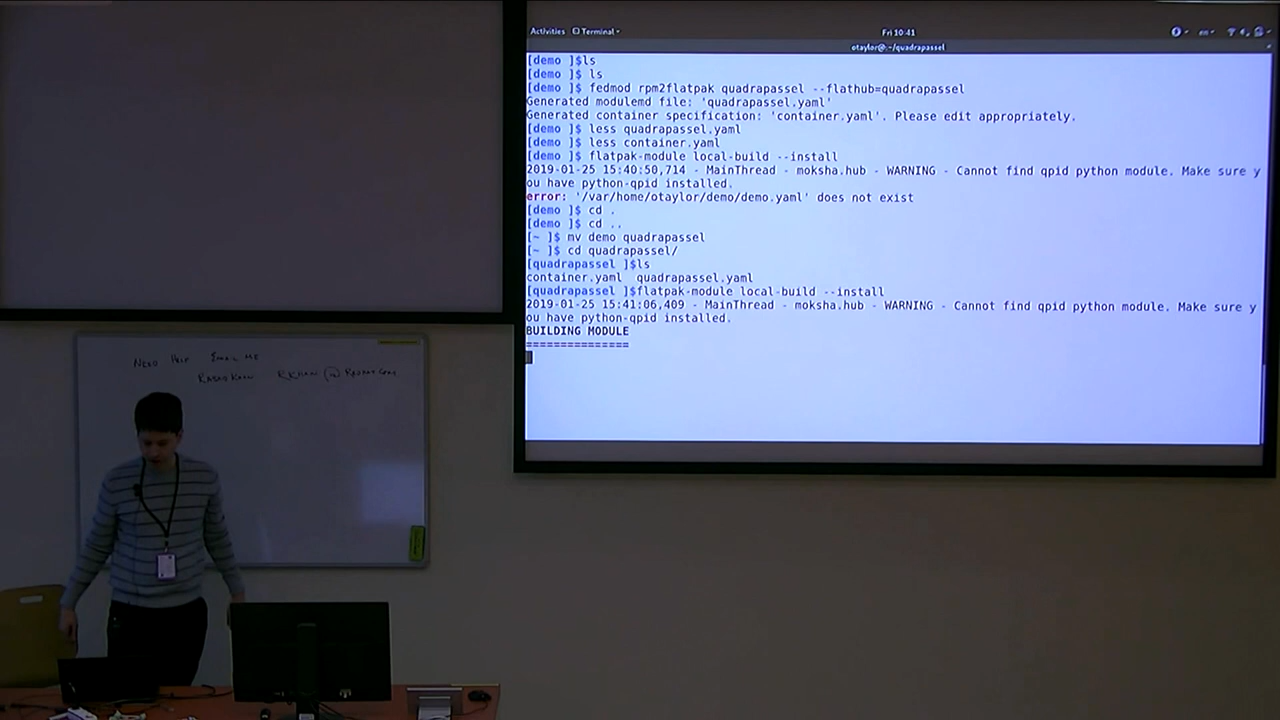 Activities Terminal Fri 10:41 en
otaylor@:~/quadrapassel
[demo ]$ls
[demo ]$ ls
[demo ]$ fedmod rpm2flatpak quadrapassel --flathub=quadrapassel
Generated modulemd file: 'quadrapassel.yaml'
Generated container specification: 'container.yaml'. Please edit appropriately.
[demo ]$ less quadrapassel.yaml
[demo ]$ less container.yaml
[demo ]$ flatpak-module local-build --install
2019-01-25 15:40:50,714 - MainThread - moksha.hub - WARNING - Cannot find qpid python module. Make sure y
ou have python-qpid installed.
error: '/var/home/otaylor/demo/demo.yaml' does not exist
[demo ]$ cd .
[demo ]$ cd ..
[~ ]$ mv demo quadrapassel
[~ ]$ cd quadrapassel/
[quadrapassel ]$ls
container.yaml  quadrapassel.yaml
[quadrapassel ]$flatpak-module local-build --install
2019-01-25 15:41:06,409 - MainThread - moksha.hub - WARNING - Cannot find qpid python module. Make sure y
ou have python-qpid installed.
BUILDING MODULE
===============
NEED HELP EMAIL ME